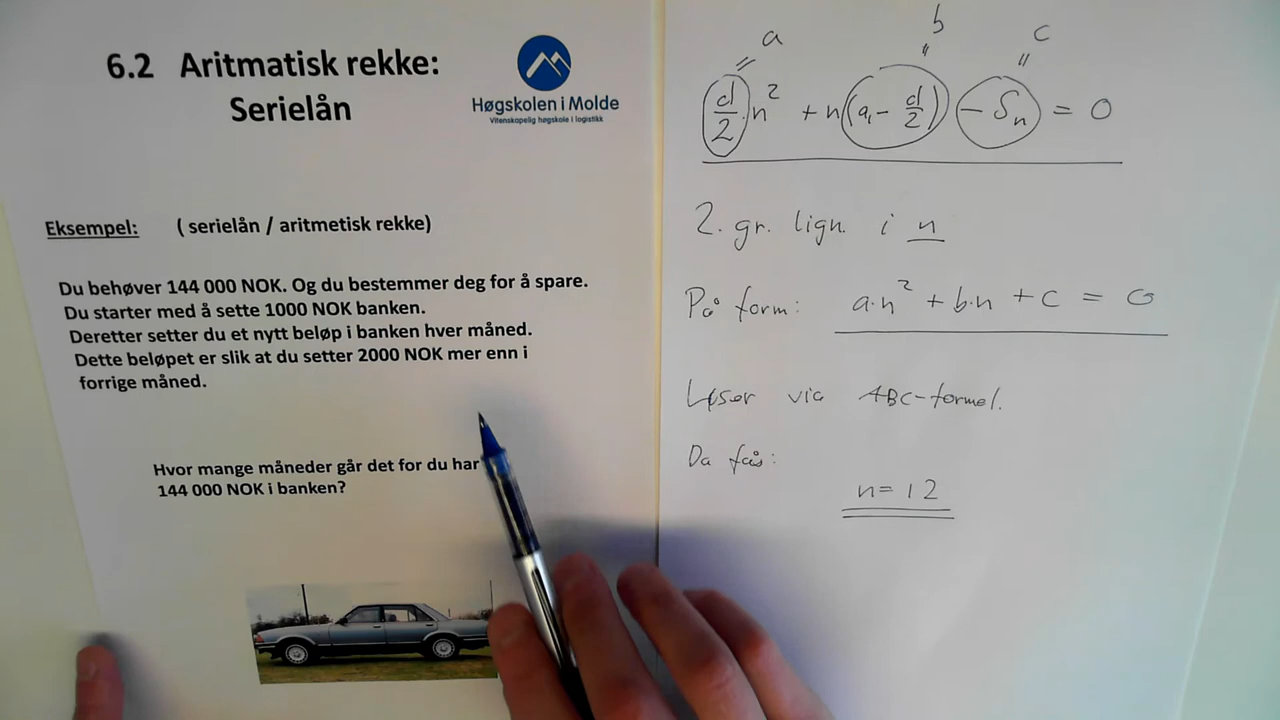 6.2 Aritmatisk rekke:
Serielån
Høgskolen i Molde
Vitenskapelig høgskole i logistikk
Eksempel: ( serielån / aritmetisk rekke)
Du behøver 144 000 NOK. Og du bestemmer deg for å spare.
Du starter med å sette 1000 NOK banken.
Deretter setter du et nytt beløp i banken hver måned.
Dette beløpet er slik at du setter 2000 NOK mer enn i
forrige måned.
Hvor mange måneder går det for du har
144 000 NOK i banken?
a b c
d/2 · n² + n(a₁ - d/2) - Sₙ = 0
2. gr. lign. i n
På form: a·n² + b·n + c = 0
Løser via ABC-formel.
Da fås:
n = 12